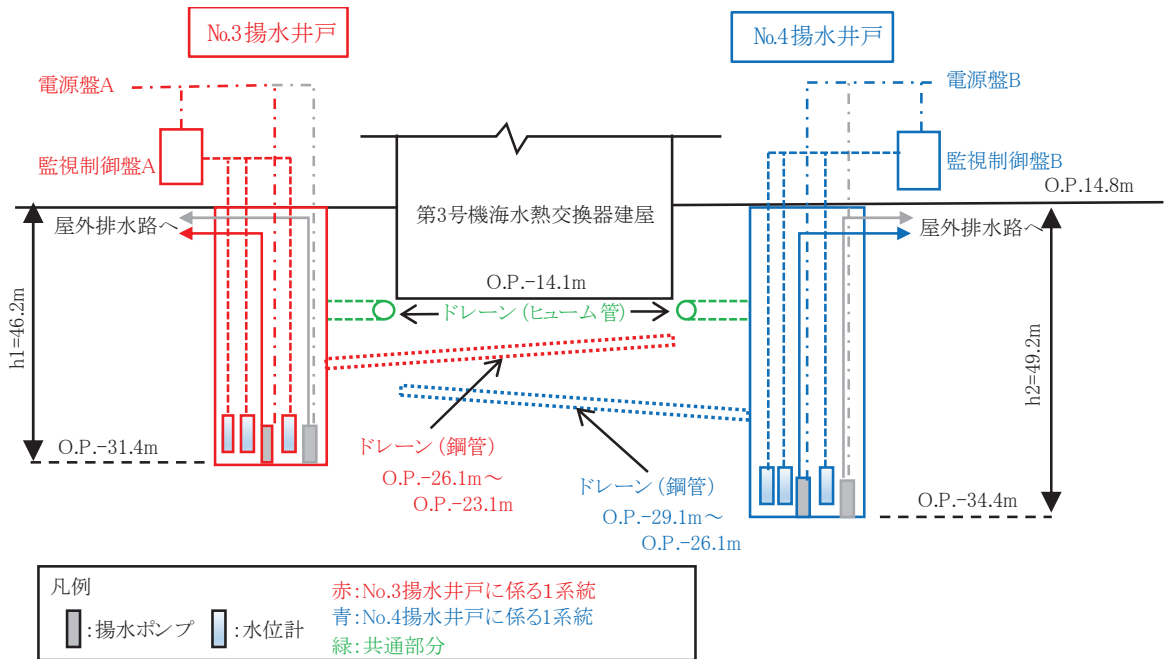 No.3揚水井戸
No.4揚水井戸
電源盤A
電源盤B
監視制御盤A
監視制御盤B
O.P.14.8m
屋外排水路へ
第3号機海水熱交換器建屋
屋外排水路へ
O.P.-14.1m
ドレーン(ヒューム管)
h1=46.2m
h2=49.2m
O.P.-31.4m
ドレーン(鋼管)
O.P.-26.1m～
O.P.-23.1m
ドレーン(鋼管)
O.P.-29.1m～
O.P.-26.1m
O.P.-34.4m
凡例
:揚水ポンプ :水位計
赤:No.3揚水井戸に係る1系統
青:No.4揚水井戸に係る1系統
緑:共通部分